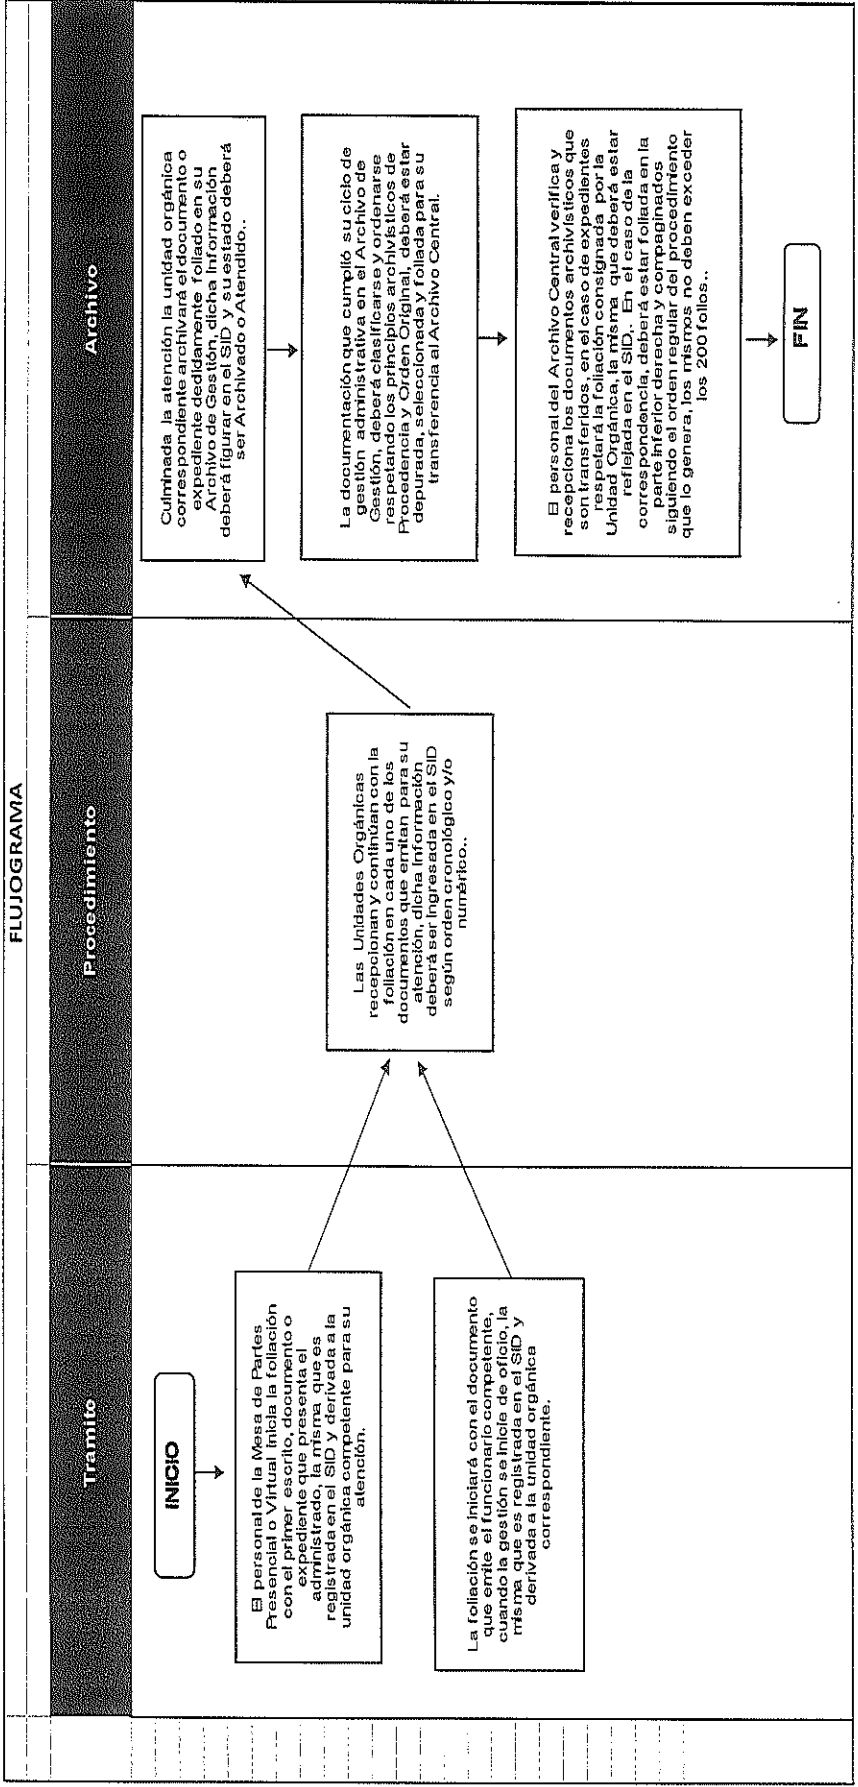 FLUJOGRAMA
Tramite
Procedimiento
Archivo
INICIO
El personal de la Mesa de Partes
Presencial o Virtual inicia la foliación
con el primer escrito, documento o
expediente que presenta el
administrado, la misma que es
registrada en el SID y derivada a la
unidad orgánica competente para su
atención.
La foliación se iniciará con el documento
que emite el funcionario competente,
cuando la gestión se inicie de oficio, la
misma que es registrada en el SID y
derivada a la unidad orgánica
correspondiente.
Las Unidades Orgánicas
recepcionan y continúan con la
foliación en cada uno de los
documentos que emitan para su
atención, dicha Información
deberá ser ingresada en el SID
según orden cronológico y/o
numérico..
Culminada la atención la unidad orgánica
correspondiente archivará el documento o
expediente dedidamente foliado en su
Archivo de Gestión, dicha Información
deberá figurar en el SID y su estado deberá
ser Archivado o Atendido..
La documentación que cumplió su ciclo de
gestión administrativa en el Archivo de
Gestión, deberá clasificarse y ordenarse
respetando los principios archivísticos de
Procedencia y Orden Original, deberá estar
depurada, seleccionada y foliada para su
transferencia al Archivo Central.
El personal del Archivo Central verifica y
recepciona los documentos archivísticos que
son transferidos, en el caso de expedientes
respetará la foliación consignada por la
Unidad Orgánica, la misma que deberá estar
reflejada en el SID. En el caso de la
correspondencia, deberá estar foliada en la
parte inferior derecha y compaginados
siguiendo el orden regular del procedimiento
que lo genera, los mismos no deben exceder
los 200 folios..
FIN